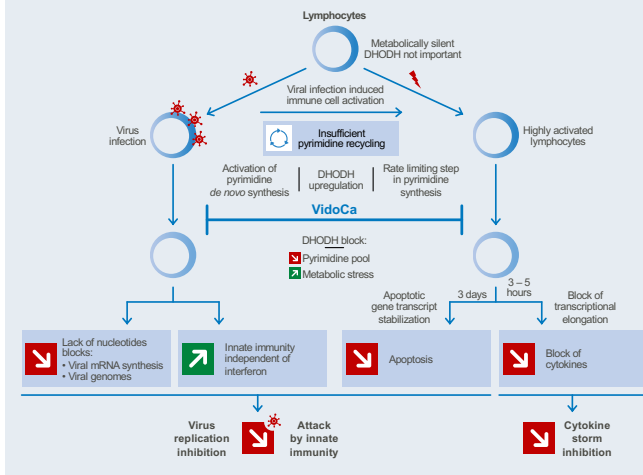 Lymphocytes
Metabolically silent
DHODH not important
Viral infection induced
immune cell activation
Virus
infection
Insufficient
pyrimidine recycling
Highly activated
lymphocytes
Activation of
pyrimidine
de novo synthesis
DHODH
upregulation
Rate limiting step
in pyrimidine
synthesis
VidoCa
DHODH block:
Pyrimidine pool
Metabolic stress
Apoptotic
gene transcript
stabilization
3 days
3 – 5
hours
Block of
transcriptional
elongation
Lack of nucleotides
blocks:
• Viral mRNA synthesis
• Viral genomes
Innate immunity
independent of
interferon
Apoptosis
Block of
cytokines
Virus
replication
inhibition
Attack
by innate
immunity
Cytokine
storm
inhibition